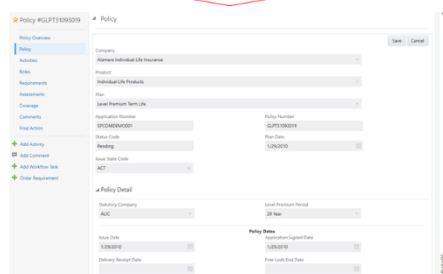 Policy #GLPT31093019
Policy
Save Cancel
Policy Overview
Policy
Activities
Roles
Requirements
Assessments
Coverage
Comments
Final Action
Add Activity
Add Comment
Add Workflow Task
Order Requirement
Company
Alamere Individual Life Insurance
Product
Individual Life Products
Plan
Level Premium Term Life
Application Number
Policy Number
GLPT31093019
Status Code
Plan Date
Pending
1/29/2010
Issue State Code
ACT
Policy Detail
Statutory Company
Level Premium Period
AUC
20 Year
Policy Dates
Issue Date
Application Signed Date
1/29/2010
1/29/2010
Delivery Receipt Date
Free Look End Date